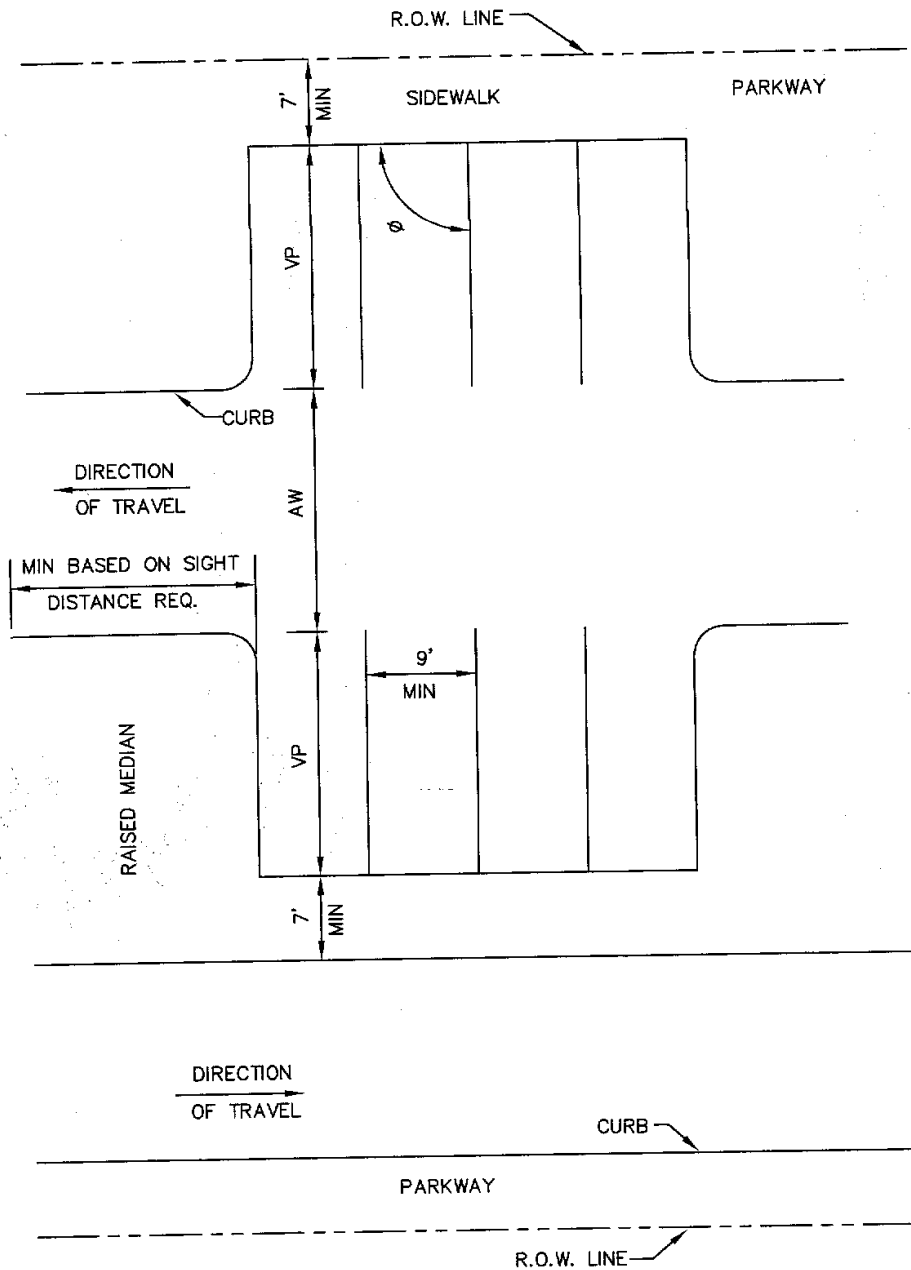 R.O.W. LINE
7'
MIN
SIDEWALK
PARKWAY
VP
Ø
CURB
DIRECTION
OF TRAVEL
AW
MIN BASED ON SIGHT
DISTANCE REQ.
9'
MIN
VP
RAISED MEDIAN
7'
MIN
DIRECTION
OF TRAVEL
CURB
PARKWAY
R.O.W. LINE